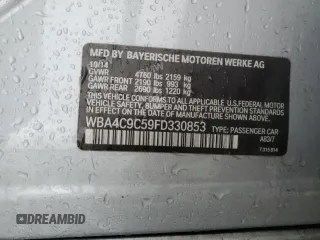 MFD BY BAYERISCHE MOTOREN WERKE AG
10/14
GVWR 4760 lbs 2159 kg
GAWR FRONT 2190 lbs 993 kg
GAWR REAR 2690 lbs 1220 kg
THIS VEHICLE CONFORMS TO ALL APPLICABLE U.S. FEDERAL MOTOR
VEHICLE SAFETY, BUMPER, AND THEFT PREVENTION STANDARDS IN
EFFECT ON THE DATE OF MANUFACTURE SHOWN ABOVE.
WBA4C9C59FD330853 TYPE: PASSENGER CAR
DREAMBID